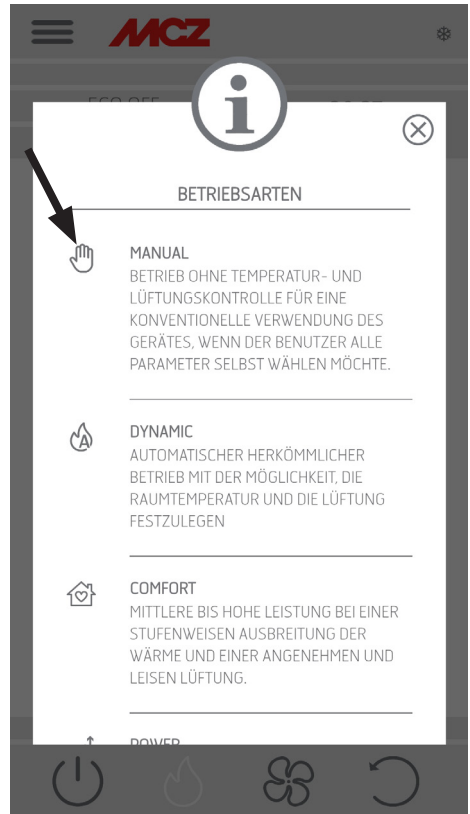 MCZ
BETRIEBSARTEN
MANUAL
BETRIEB OHNE TEMPERATUR- UND
LÜFTUNGSKONTROLLE FÜR EINE
KONVENTIONELLE VERWENDUNG DES
GERÄTES, WENN DER BENUTZER ALLE
PARAMETER SELBST WÄHLEN MÖCHTE.
DYNAMIC
AUTOMATISCHER HERKÖMMLICHER
BETRIEB MIT DER MÖGLICHKEIT, DIE
RAUMTEMPERATUR UND DIE LÜFTUNG
FESTZULEGEN
COMFORT
MITTLERE BIS HOHE LEISTUNG BEI EINER
STUFENWEISEN AUSBREITUNG DER
WÄRME UND EINER ANGENEHMEN UND
LEISEN LÜFTUNG.
POWER